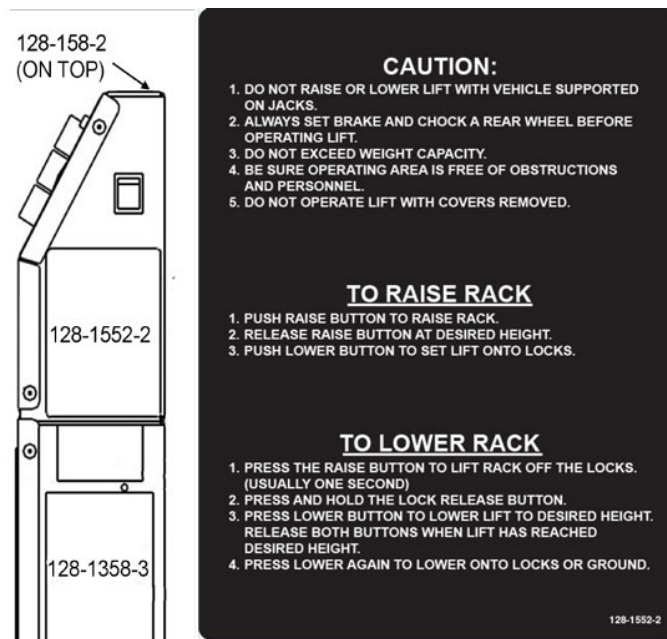 128-158-2
(ON TOP)
128-1552-2
128-1358-3
CAUTION:
1. DO NOT RAISE OR LOWER LIFT WITH VEHICLE SUPPORTED
ON JACKS.
2. ALWAYS SET BRAKE AND CHOCK A REAR WHEEL BEFORE
OPERATING LIFT.
3. DO NOT EXCEED WEIGHT CAPACITY.
4. BE SURE OPERATING AREA IS FREE OF OBSTRUCTIONS
AND PERSONNEL.
5. DO NOT OPERATE LIFT WITH COVERS REMOVED.
TO RAISE RACK
1. PUSH RAISE BUTTON TO RAISE RACK.
2. RELEASE RAISE BUTTON AT DESIRED HEIGHT.
3. PUSH LOWER BUTTON TO SET LIFT ONTO LOCKS.
TO LOWER RACK
1. PRESS THE RAISE BUTTON TO LIFT RACK OFF THE LOCKS.
(USUALLY ONE SECOND)
2. PRESS AND HOLD THE LOCK RELEASE BUTTON.
3. PRESS LOWER BUTTON TO LOWER LIFT TO DESIRED HEIGHT.
RELEASE BOTH BUTTONS WHEN LIFT HAS REACHED
DESIRED HEIGHT.
4. PRESS LOWER AGAIN TO LOWER ONTO LOCKS OR GROUND.
128-1552-2